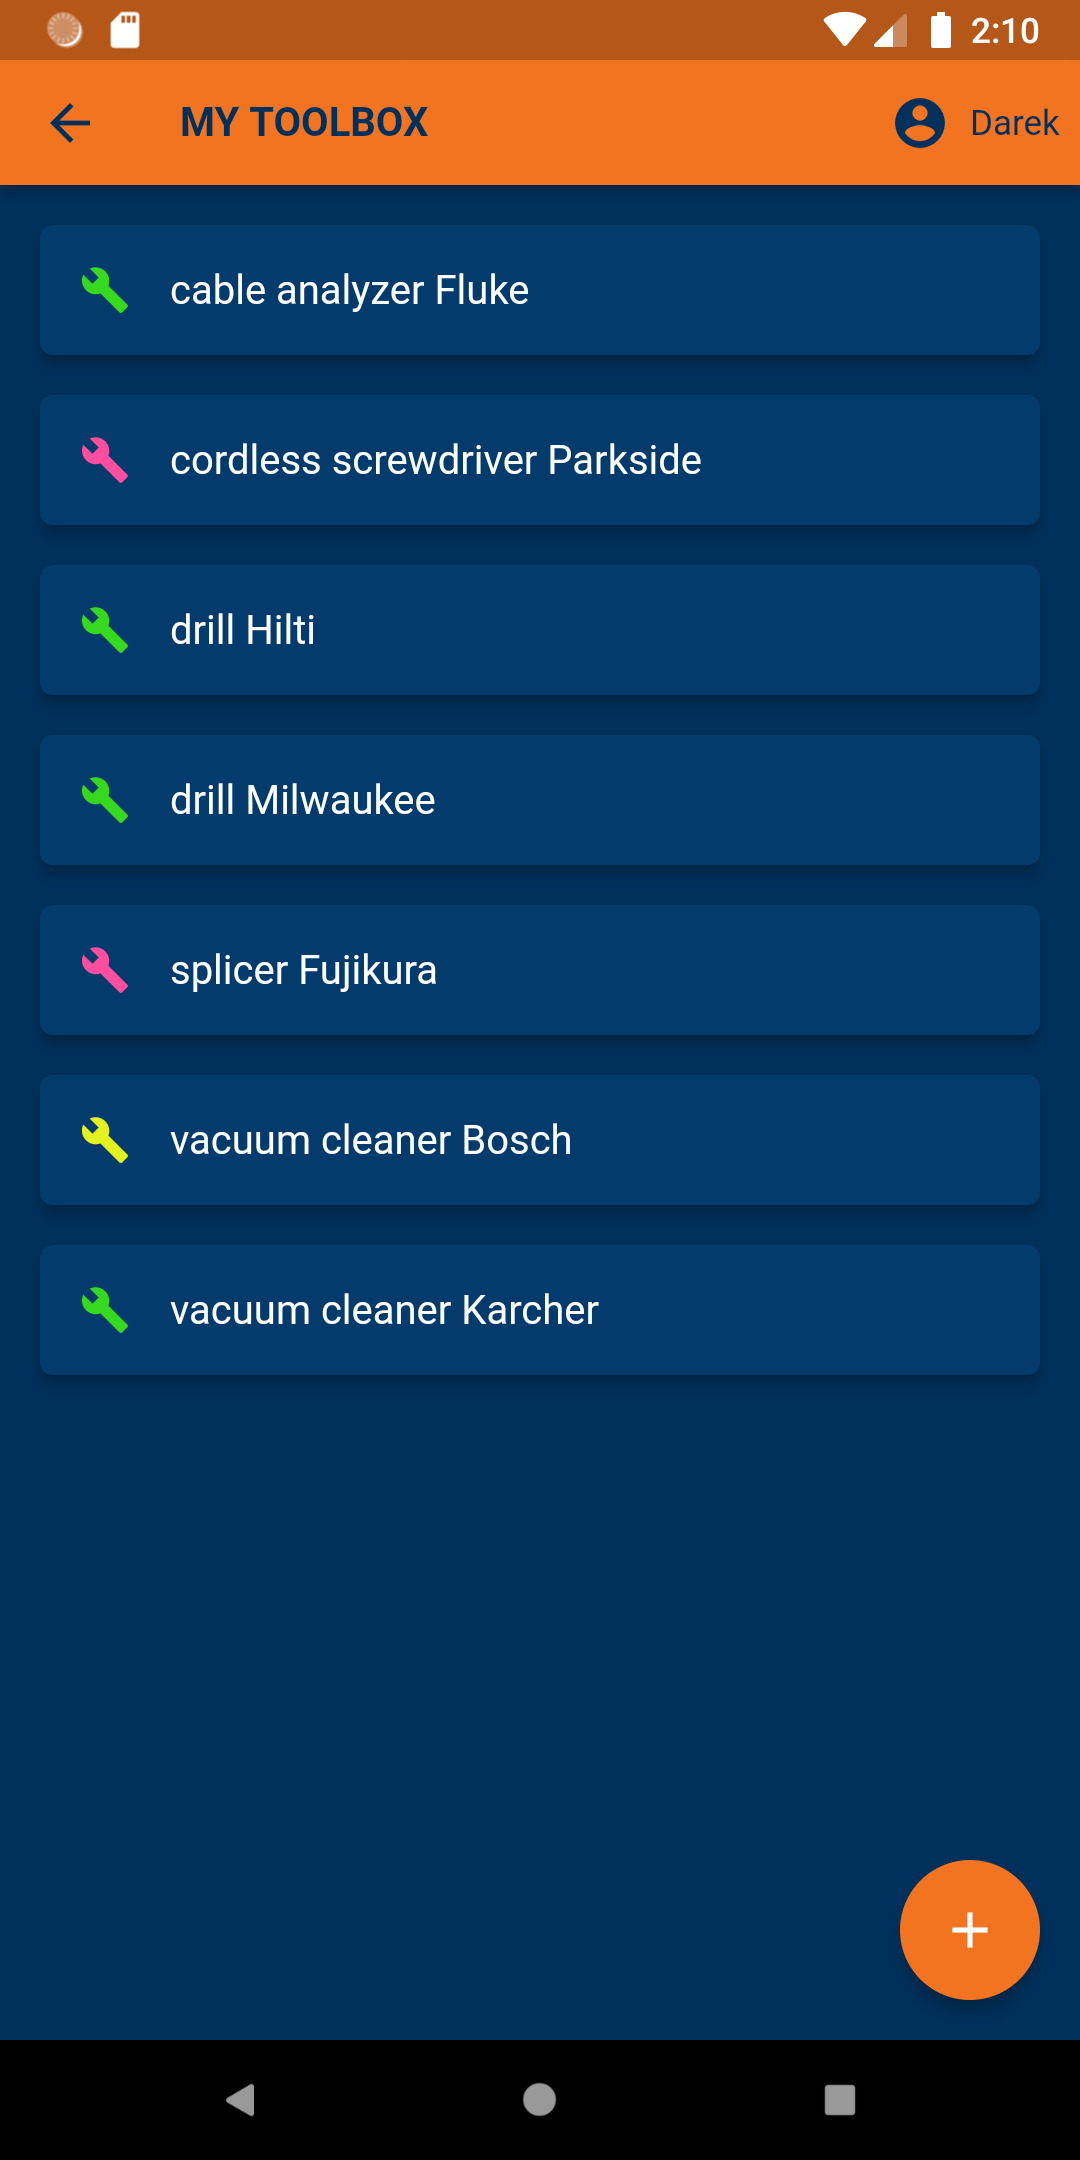 2:10
MY TOOLBOX
Darek
cable analyzer Fluke
cordless screwdriver Parkside
drill Hilti
drill Milwaukee
splicer Fujikura
vacuum cleaner Bosch
vacuum cleaner Karcher